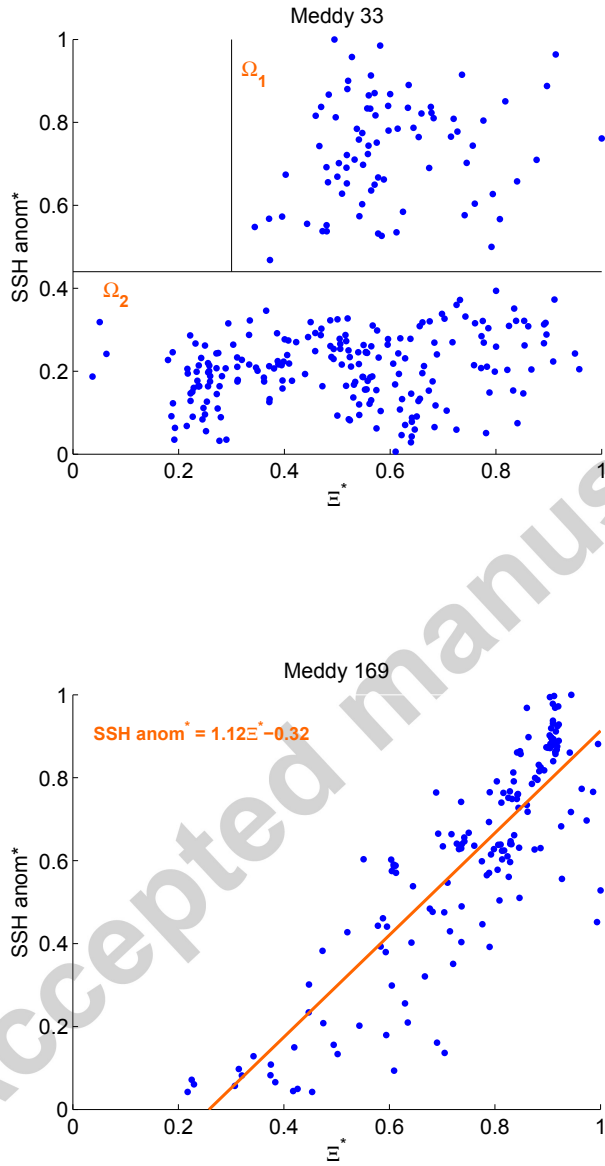 Meddy 33
SSH anom*
1
0.8
0.6
0.4
0.2
0
Ω1
Ω2
0 0.2 0.4 0.6 0.8 1
Ξ*
Accepted manus
Meddy 169
SSH anom*
1
0.8
0.6
0.4
0.2
0
SSH anom* = 1.12Ξ*−0.32
0 0.2 0.4 0.6 0.8 1
Ξ*